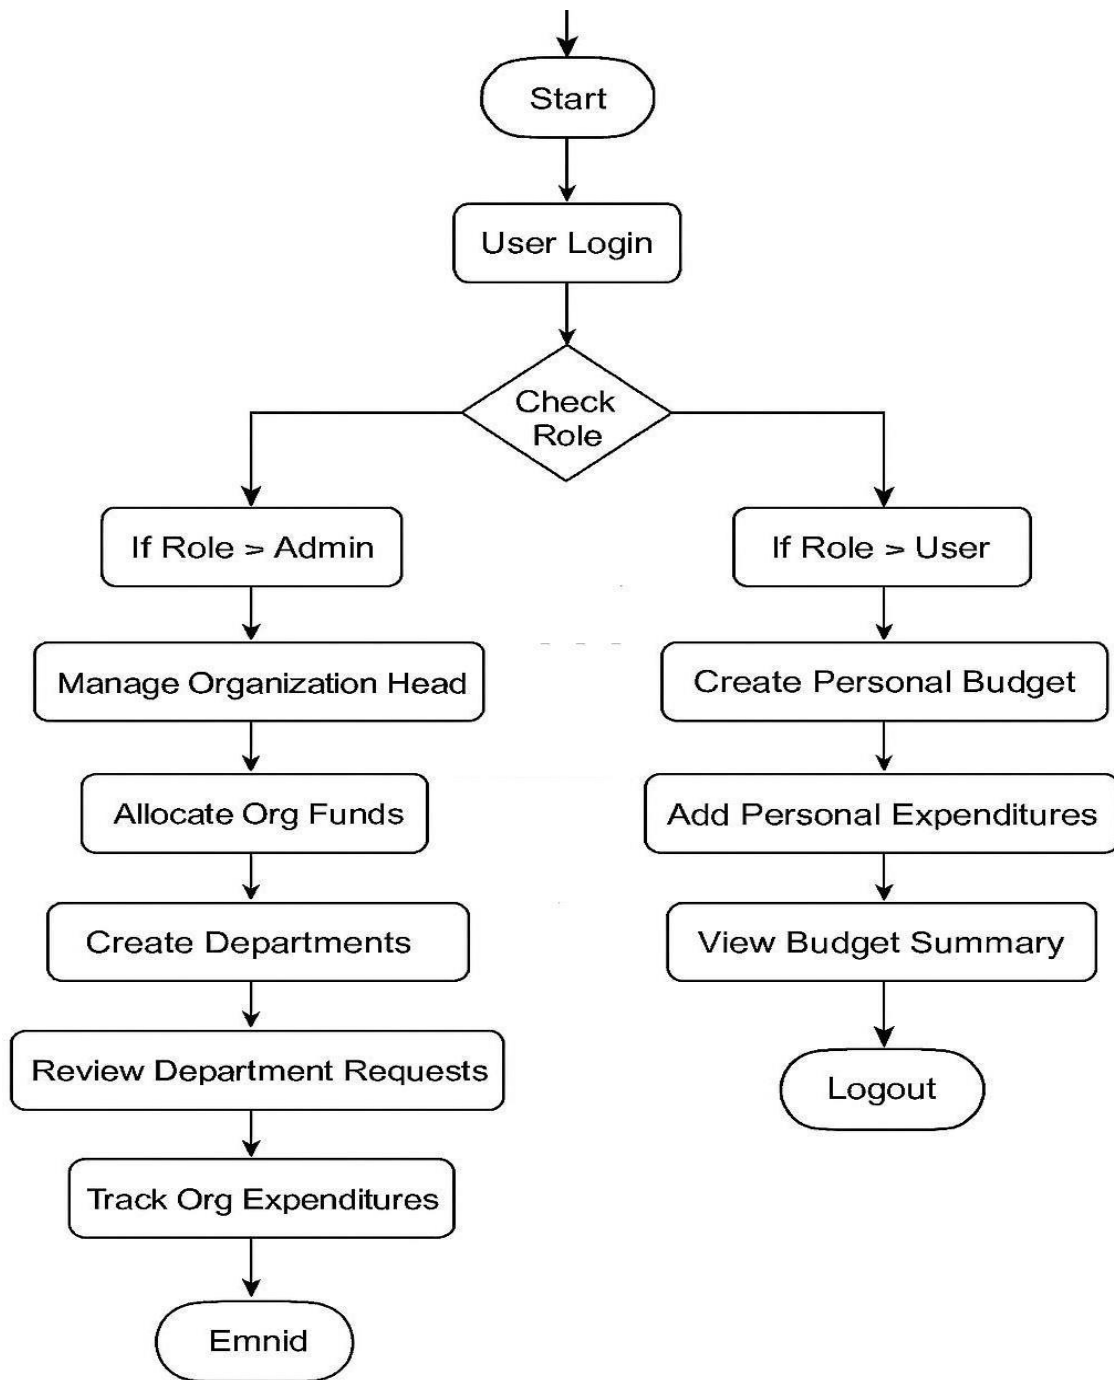 Start
User Login
Check
Role
If Role > Admin
Manage Organization Head
Allocate Org Funds
Create Departments
Review Department Requests
Track Org Expenditures
Emnid
If Role > User
Create Personal Budget
Add Personal Expenditures
View Budget Summary
Logout